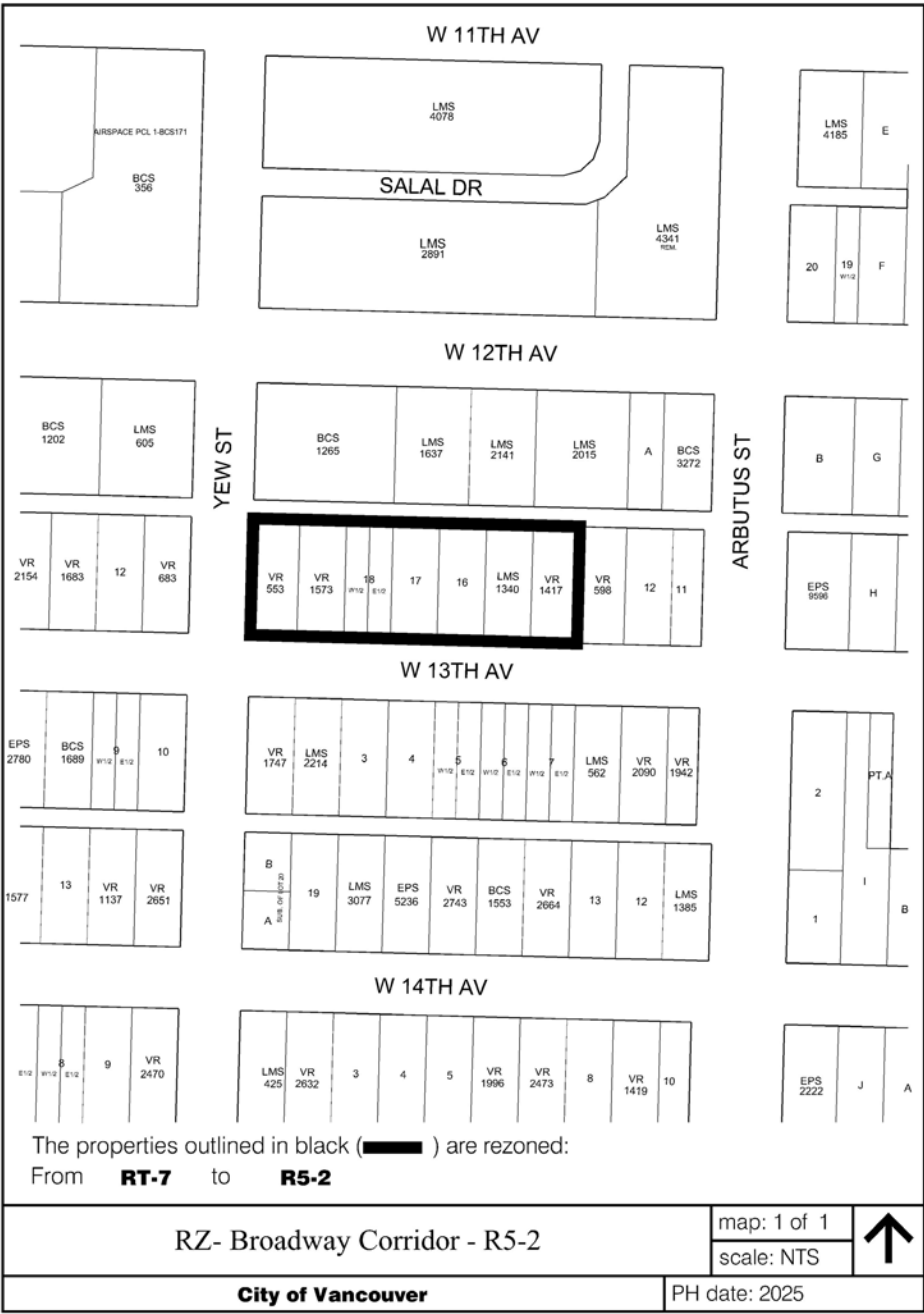 W 11TH AV
LMS
4078
AIRSPACE PCL 1-BCS171
BCS
356
LMS
4185
E
SALAL DR
LMS
2891
LMS
4341
REM.
20
19
W1/2
F
W 12TH AV
BCS
1202
LMS
605
YEW ST
BCS
1265
LMS
1637
LMS
2141
LMS
2015
A
BCS
3272
ARBUTUS ST
B
G
VR
2154
VR
1683
12
VR
683
VR
553
VR
1573
18
W1/2
E1/2
17
16
LMS
1340
VR
1417
VR
598
12
11
EPS
9596
H
W 13TH AV
EPS
2780
BCS
1689
9
W1/2
E1/2
10
VR
1747
LMS
2214
3
4
5
W1/2
E1/2
6
W1/2
E1/2
7
W1/2
E1/2
LMS
562
VR
2090
VR
1942
2
PT.A
1577
13
VR
1137
VR
2651
B
A
SUB. OF LOT 20
19
LMS
3077
EPS
5236
VR
2743
BCS
1553
VR
2664
13
12
LMS
1385
1
I
B
W 14TH AV
E1/2
8
W1/2
E1/2
9
VR
2470
LMS
425
VR
2632
3
4
5
VR
1996
VR
2473
8
VR
1419
10
EPS
2222
J
A
The properties outlined in black ( ) are rezoned:
From RT-7 to R5-2
RZ- Broadway Corridor - R5-2
map: 1 of 1
scale: NTS
City of Vancouver
PH date: 2025